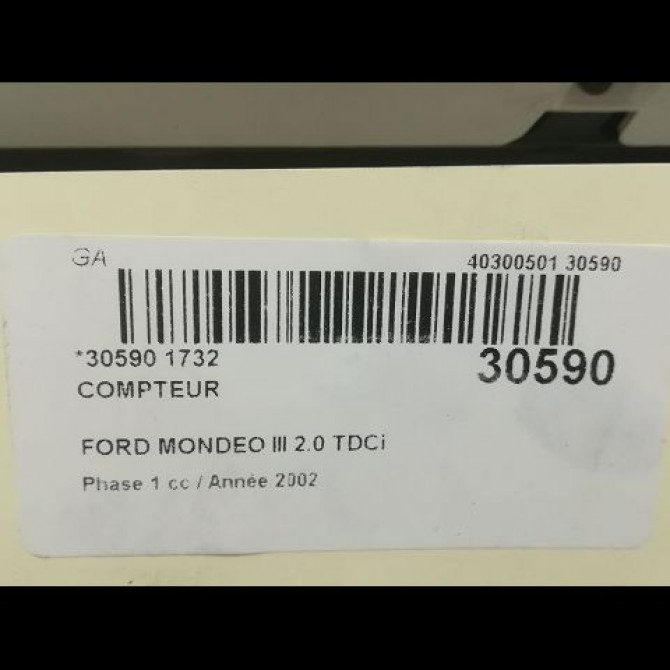 GA
40300501 30590
*30590 1732
30590
COMPTEUR
FORD MONDEO III 2.0 TDCi
Phase 1 cc / Année 2002